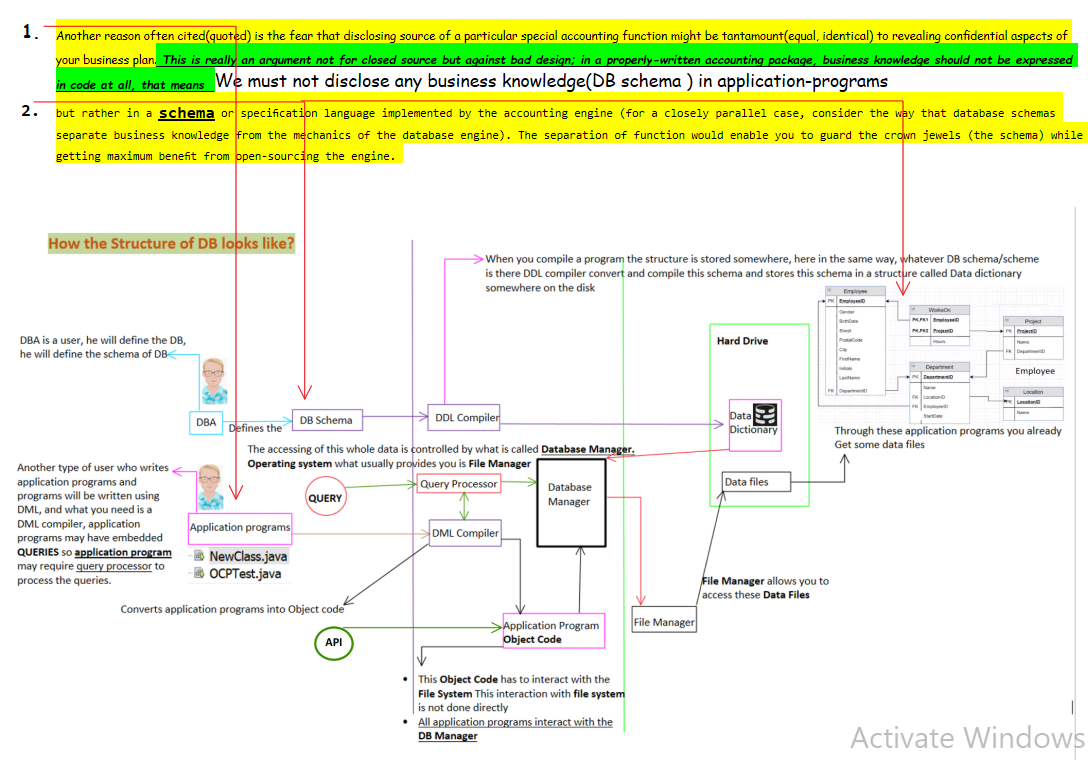 1. Another reason often cited(quoted) is the fear that disclosing source of a particular special accounting function might be tantamount(equal, identical) to revealing confidential aspects of
your business plan. This is really an argument not for closed source but against bad design; in a properly-written accounting package, business knowledge should not be expressed
in code at all, that means We must not disclose any business knowledge(DB schema ) in application-programs
2. but rather in a schema or specification language implemented by the accounting engine (for a closely parallel case, consider the way that database schemas
separate business knowledge from the mechanics of the database engine). The separation of function would enable you to guard the crown jewels (the schema) while
getting maximum benefit from open-sourcing the engine.
How the Structure of DB looks like?
When you compile a program the structure is stored somewhere, here in the same way, whatever DB schema/scheme
is there DDL compiler convert and compile this schema and stores this schema in a structure called Data dictionary
somewhere on the disk
DBA is a user, he will define the DB,
he will define the schema of DB
DBA
Defines the
DB Schema
DDL Compiler
Hard Drive
Data
Dictionary
Employee
PK EmployeeID
Gender
BirthDate
Street
PostalCode
City
FirstName
Initials
LastName
FK DepartmentID
WorksOn
PK,FK1 EmployeeID
PK,FK2 ProjectID
Hours
Project
PK ProjectID
Name
FK DepartmentID
Employee
Department
PK DepartmentID
Name
FK LocationID
FK EmployeeID
StartDate
Location
PK LocationID
Name
Through these application programs you already
Get some data files
The accessing of this whole data is controlled by what is called Database Manager.
Operating system what usually provides you is File Manager
Another type of user who writes
application programs and
programs will be written using
DML, and what you need is a
DML compiler, application
programs may have embedded
QUERIES so application program
may require query processor to
process the queries.
QUERY
Query Processor
Database
Manager
Data files
Application programs
NewClass.java
OCPTest.java
DML Compiler
Converts application programs into Object code
File Manager allows you to
access these Data Files
API
Application Program
Object Code
File Manager
• This Object Code has to interact with the
File System This interaction with file system
is not done directly
• All application programs interact with the
DB Manager
Activate Windows